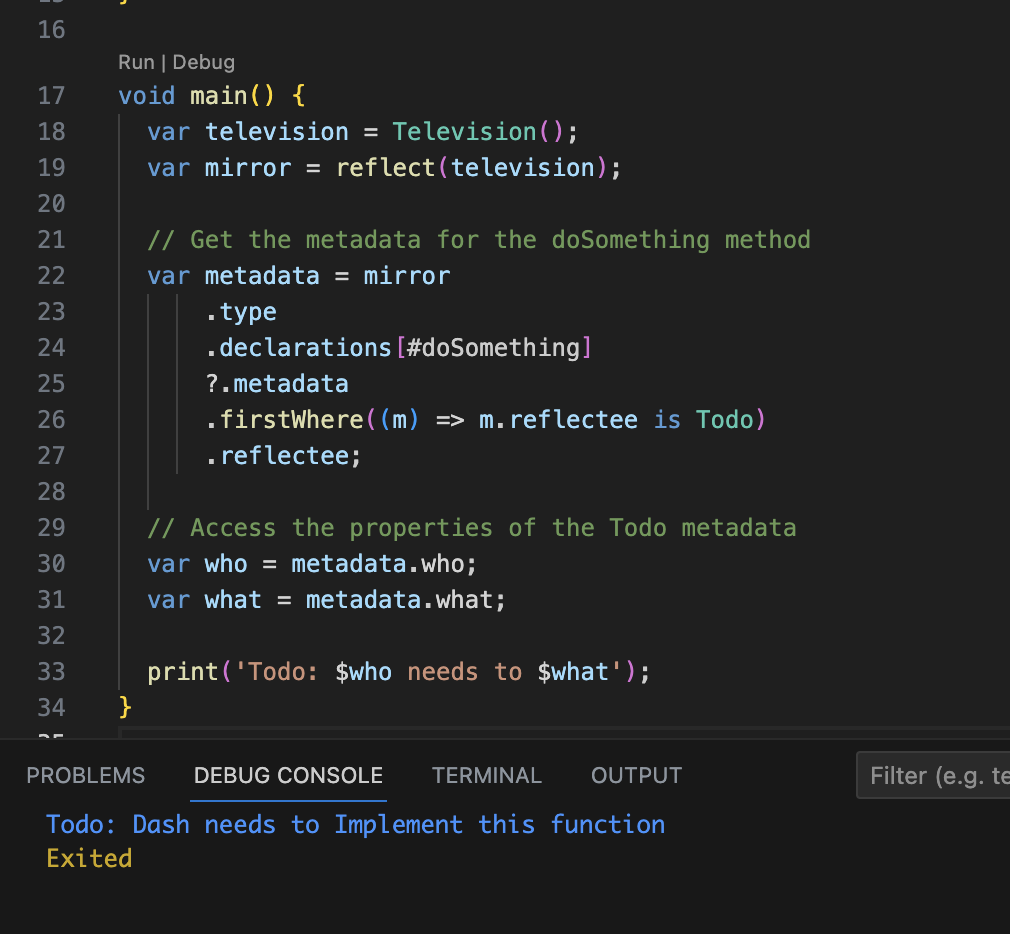 16
Run | Debug
17 void main() {
18 var television = Television();
19 var mirror = reflect(television);
20
21 // Get the metadata for the doSomething method
22 var metadata = mirror
23 .type
24 .declarations[#doSomething]
25 ?.metadata
26 .firstWhere((m) => m.reflectee is Todo)
27 .reflectee;
28
29 // Access the properties of the Todo metadata
30 var who = metadata.who;
31 var what = metadata.what;
32
33 print('Todo: $who needs to $what');
34 }
PROBLEMS DEBUG CONSOLE TERMINAL OUTPUT Filter (e.g. te
Todo: Dash needs to Implement this function
Exited